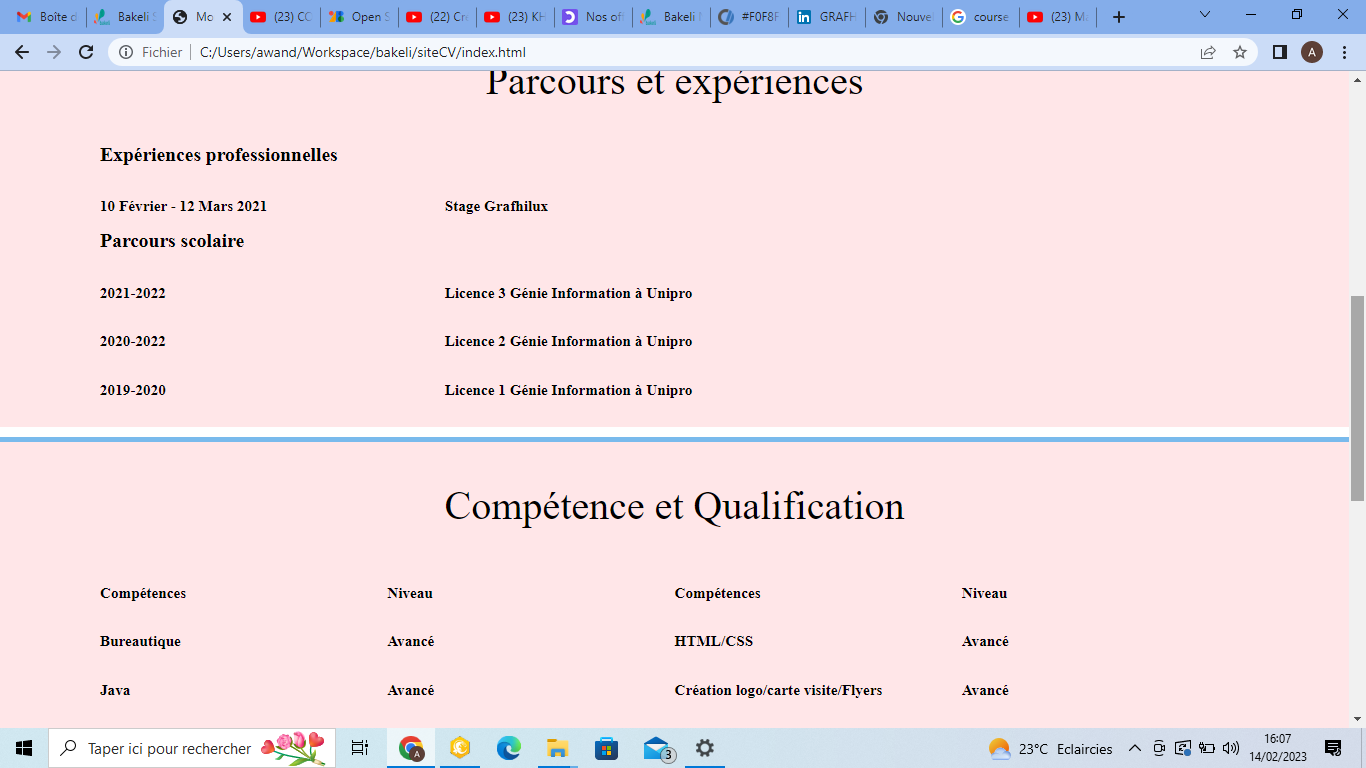 Boîte d
Bakeli S
Mo
(23) CC
Open S
(22) Cr
(23) KH
Nos off
Bakeli N
#F0F8F
GRAFH
Nouvel
course
(23) Ma
Fichier
C:/Users/awand/Workspace/bakeli/siteCV/index.html
A
Parcours et expériences
Expériences professionnelles
10 Février - 12 Mars 2021 Stage Grafhilux
Parcours scolaire
2021-2022 Licence 3 Génie Information à Unipro
2020-2022 Licence 2 Génie Information à Unipro
2019-2020 Licence 1 Génie Information à Unipro
Compétence et Qualification
Compétences Niveau Compétences Niveau
Bureautique Avancé HTML/CSS Avancé
Java Avancé Création logo/carte visite/Flyers Avancé
Taper ici pour rechercher
A
3
23°C Eclaircies
16:07
14/02/2023